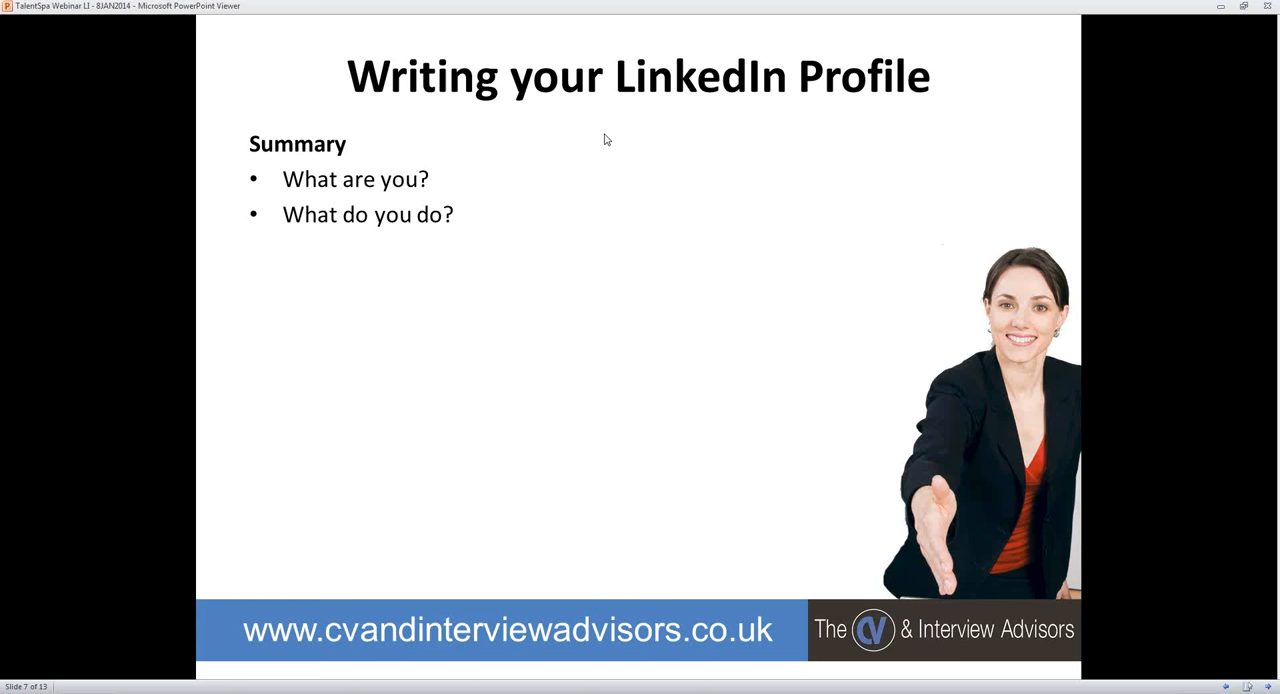 TalentSpa Webinar LI - 8JAN2014 - Microsoft PowerPoint Viewer
Writing your LinkedIn Profile
Summary
• What are you?
• What do you do?
www.cvandinterviewadvisors.co.uk
The CV & Interview Advisors
Slide 7 of 13